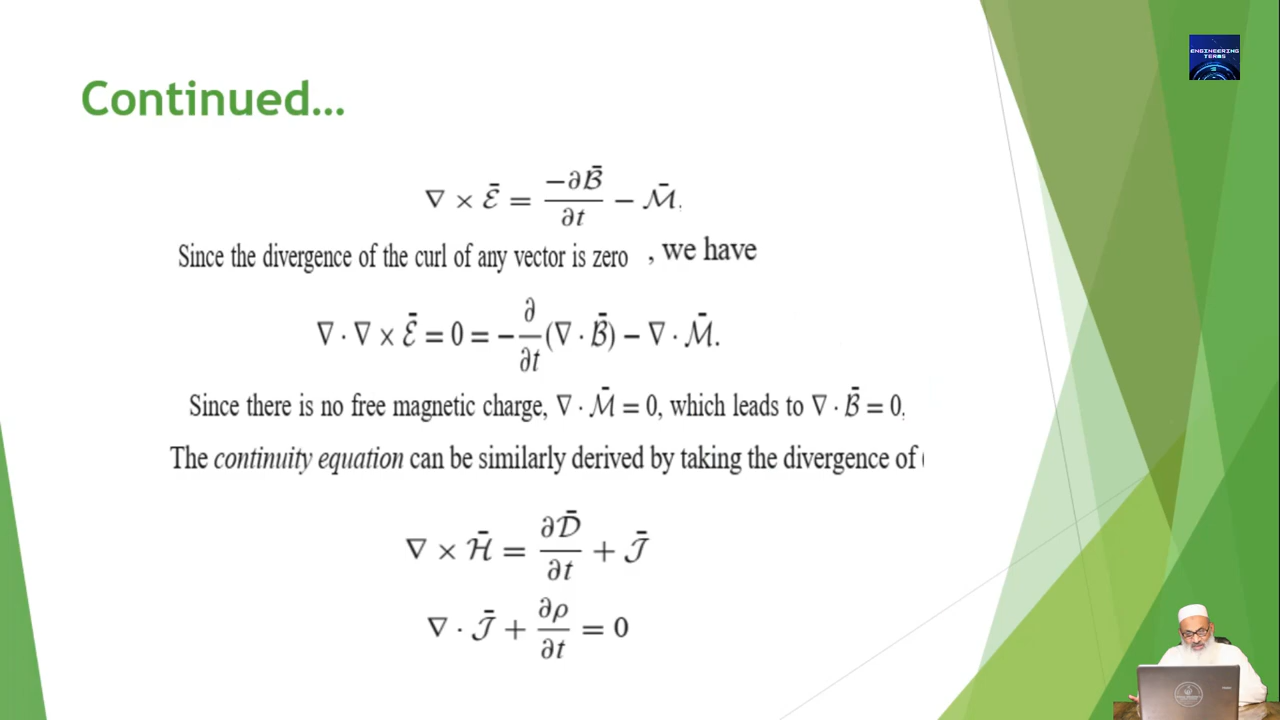 ENGINEERING
TERMS
Continued...
∇ × ℰ̄ = −∂ℬ̄/∂t − ℳ̄,
Since the divergence of the curl of any vector is zero , we have
∇ · ∇ × ℰ̄ = 0 = −∂/∂t (∇ · ℬ̄) − ∇ · ℳ̄.
Since there is no free magnetic charge, ∇ · ℳ̄ = 0, which leads to ∇ · ℬ̄ = 0,
The continuity equation can be similarly derived by taking the divergence of
∇ × ℋ̄ = ∂𝒟̄/∂t + 𝒥̄
∇ · 𝒥̄ + ∂ρ/∂t = 0